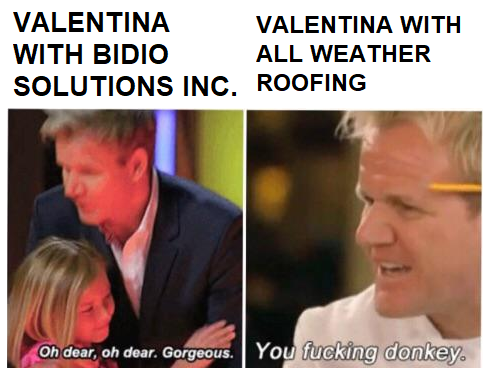 VALENTINA
WITH BIDIO
SOLUTIONS INC.
VALENTINA WITH
ALL WEATHER
ROOFING
Oh dear, oh dear. Gorgeous.
You fucking donkey.